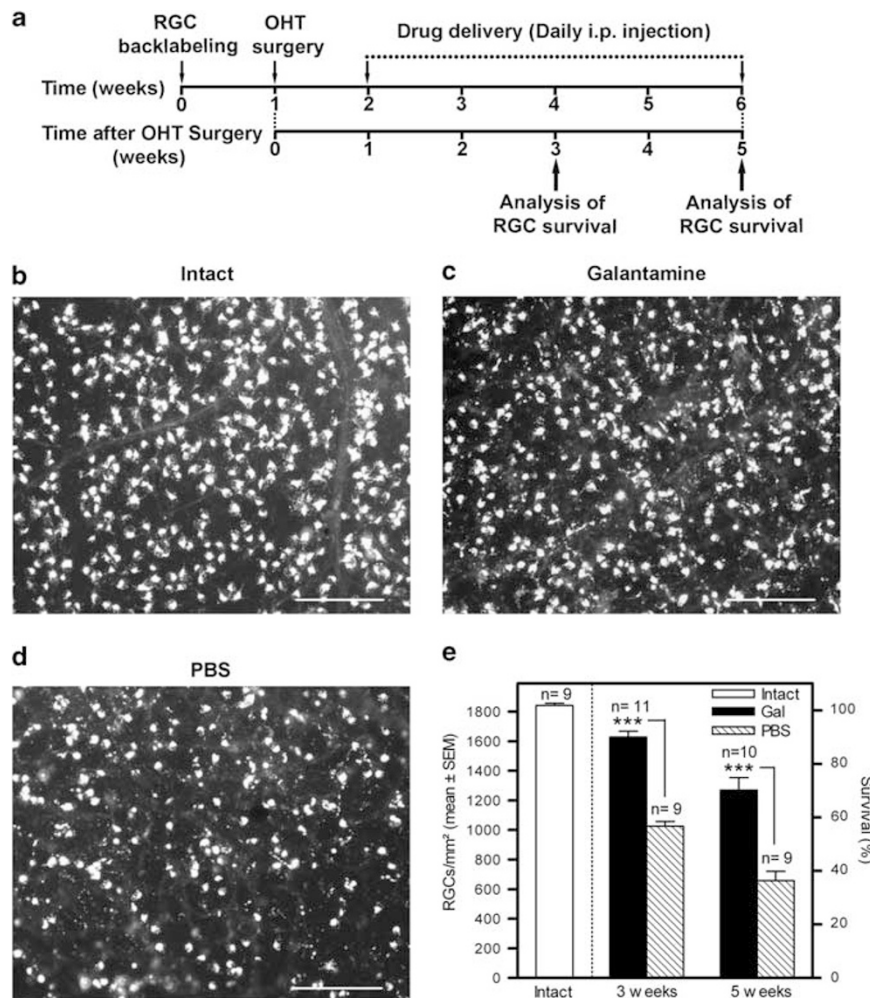 a
RGC
backlabeling
OHT
surgery
Drug delivery (Daily i.p. injection)
Time (weeks)
0 1 2 3 4 5 6
Time after OHT Surgery
(weeks)
0 1 2 3 4 5
Analysis of
RGC survival
Analysis of
RGC survival
b
Intact
c
Galantamine
d
PBS
e
n= 9
n= 11
***
n= 9
n=10
***
n= 9
Intact
Gal
PBS
RGCs/mm² (mean ± SEM)
1800
1600
1400
1200
1000
800
600
400
200
0
100
80
60
40
20
0
Survival (%)
Intact
3 weeks
5 weeks